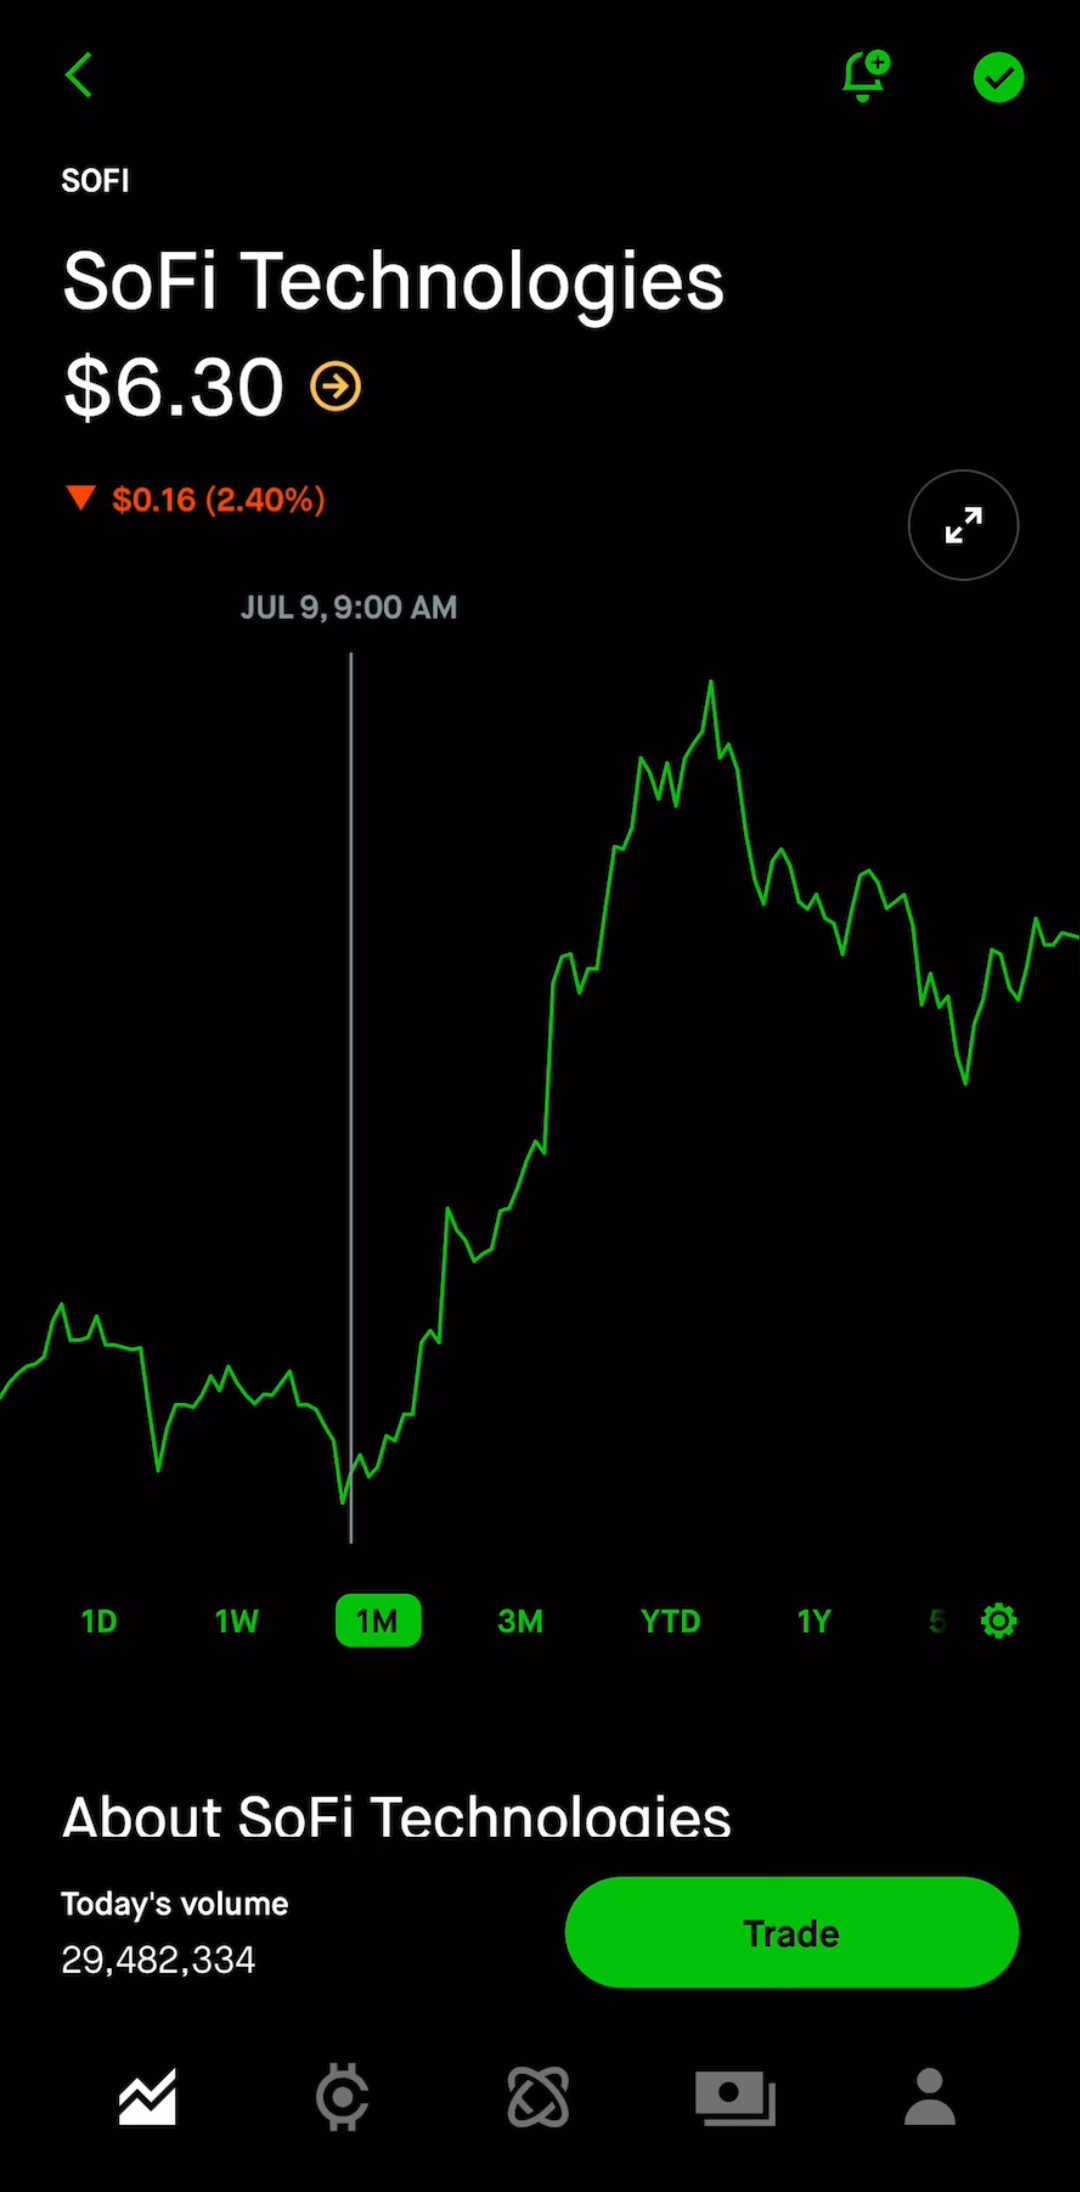 SOFI
SoFi Technologies
$6.30
$0.16 (2.40%)
JUL 9, 9:00 AM
1D 1W 1M 3M YTD 1Y 5
About SoFi Technologies
Today's volume
29,482,334
Trade